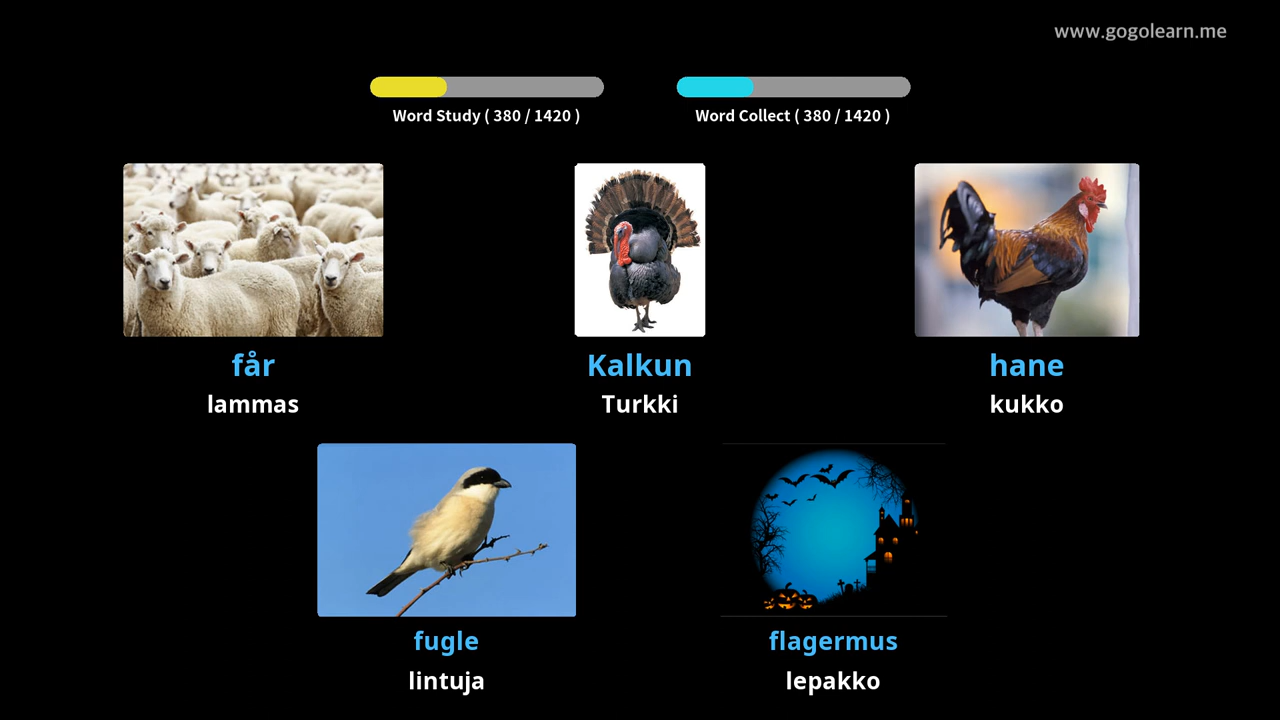 www.gogolearn.me
Word Study ( 380 / 1420 )
Word Collect ( 380 / 1420 )
får
Kalkun
hane
lammas
Turkki
kukko
fugle
flagermus
lintuja
lepakko